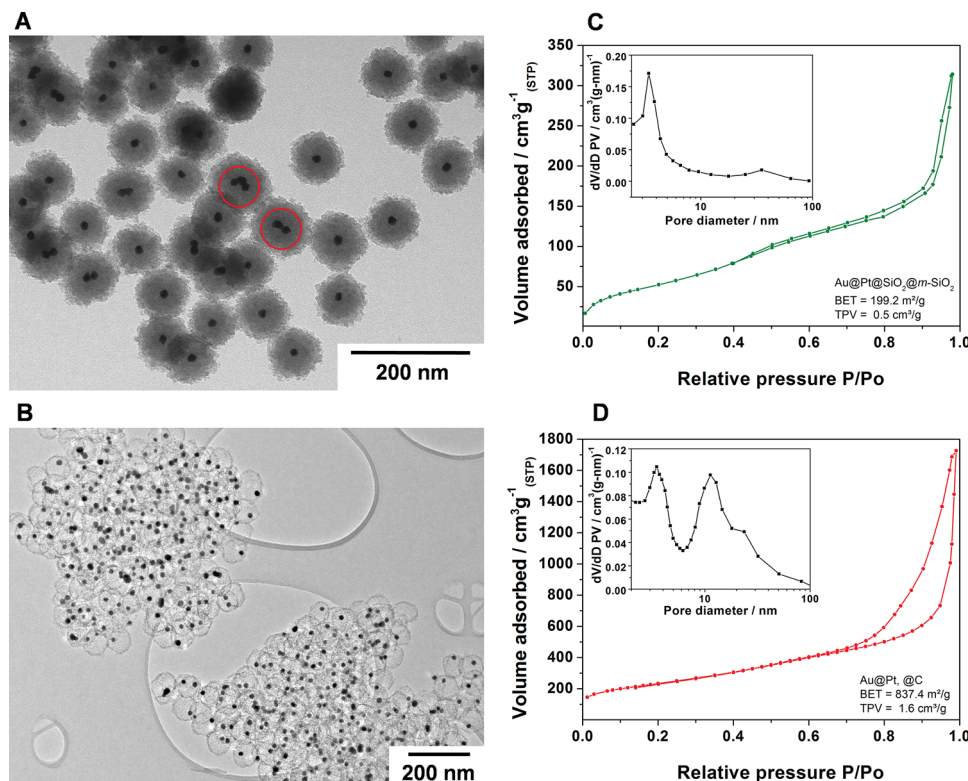 A
200 nm
B
200 nm
C
350
300
250
200
150
100
50
0.0
0.2
0.4
0.6
0.8
1.0
Volume adsorbed / cm³g⁻¹ (STP)
Relative pressure P/Po
0.20
0.15
0.10
0.05
0.00
10
100
dV/dD PV / cm³(g-nm)⁻¹
Pore diameter / nm
Au@Pt@SiO₂@m-SiO₂
BET = 199.2 m²/g
TPV = 0.5 cm³/g
D
1800
1600
1400
1200
1000
800
600
400
200
0.0
0.2
0.4
0.6
0.8
1.0
Volume adsorbed / cm³g⁻¹ (STP)
Relative pressure P/Po
0.12
0.10
0.08
0.06
0.04
0.02
0.00
10
100
dV/dD PV / cm³(g-nm)⁻¹
Pore diameter / nm
Au@Pt, @C
BET = 837.4 m²/g
TPV = 1.6 cm³/g